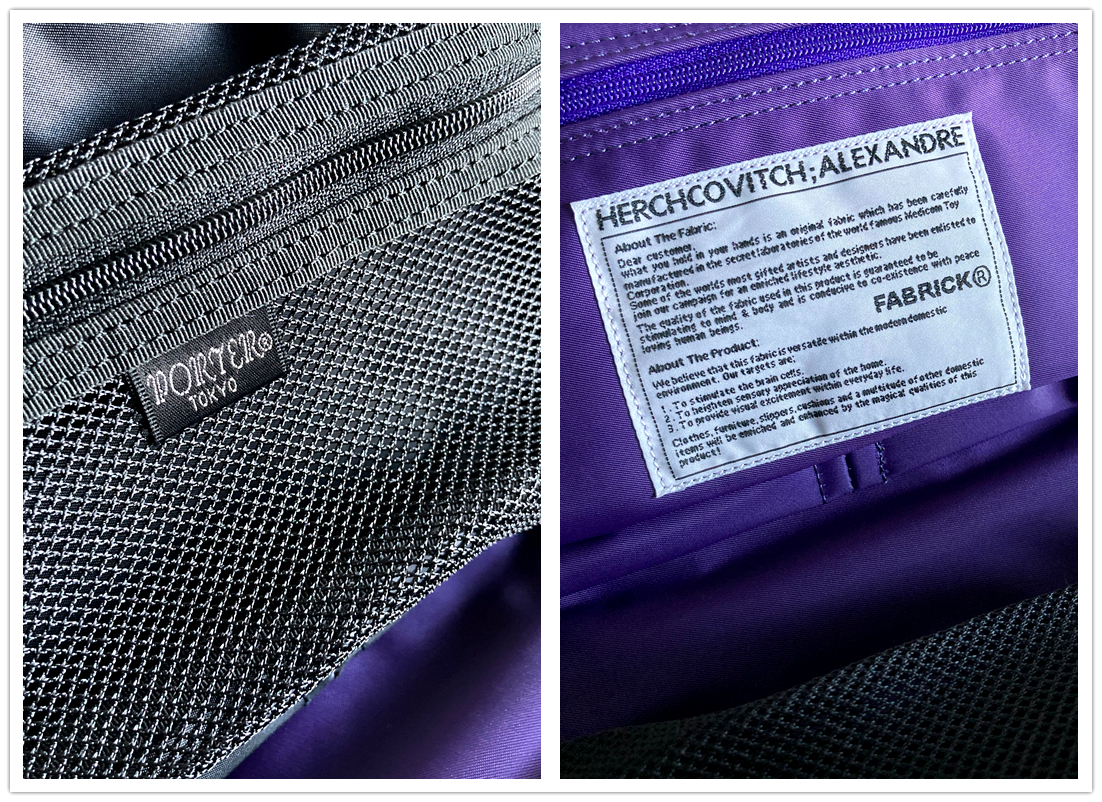 PORTER®
TOKYO
HERCHCOVITCH;ALEXANDRE
About The Fabric:
Dear customer,
what you hold in your hands is an original fabric which has been carefully
manufactured in the secret laboratories of the world famous Medicom Toy
Corporation.
Some of the worlds most gifted artists and designers have been enlisted to
join our campaign for an enriched lifestyle aesthetic.
The quality of the fabric used in this product is guaranteed to be
stimulating to mind & body and is conducive to co-existence with peace
loving human beings.
FABRICK®
About The Product:
We believe that this fabric is versatile within the modern domestic
environment. Our targets are:
1. To stimulate the brain cells.
2. To heighten sensory appreciation of the home.
3. To provide visual excitement within everyday life.
Clothes, furniture, slippers, cushions and a multitude of other domestic
items will be enriched and enhanced by the magical qualities of this
product!